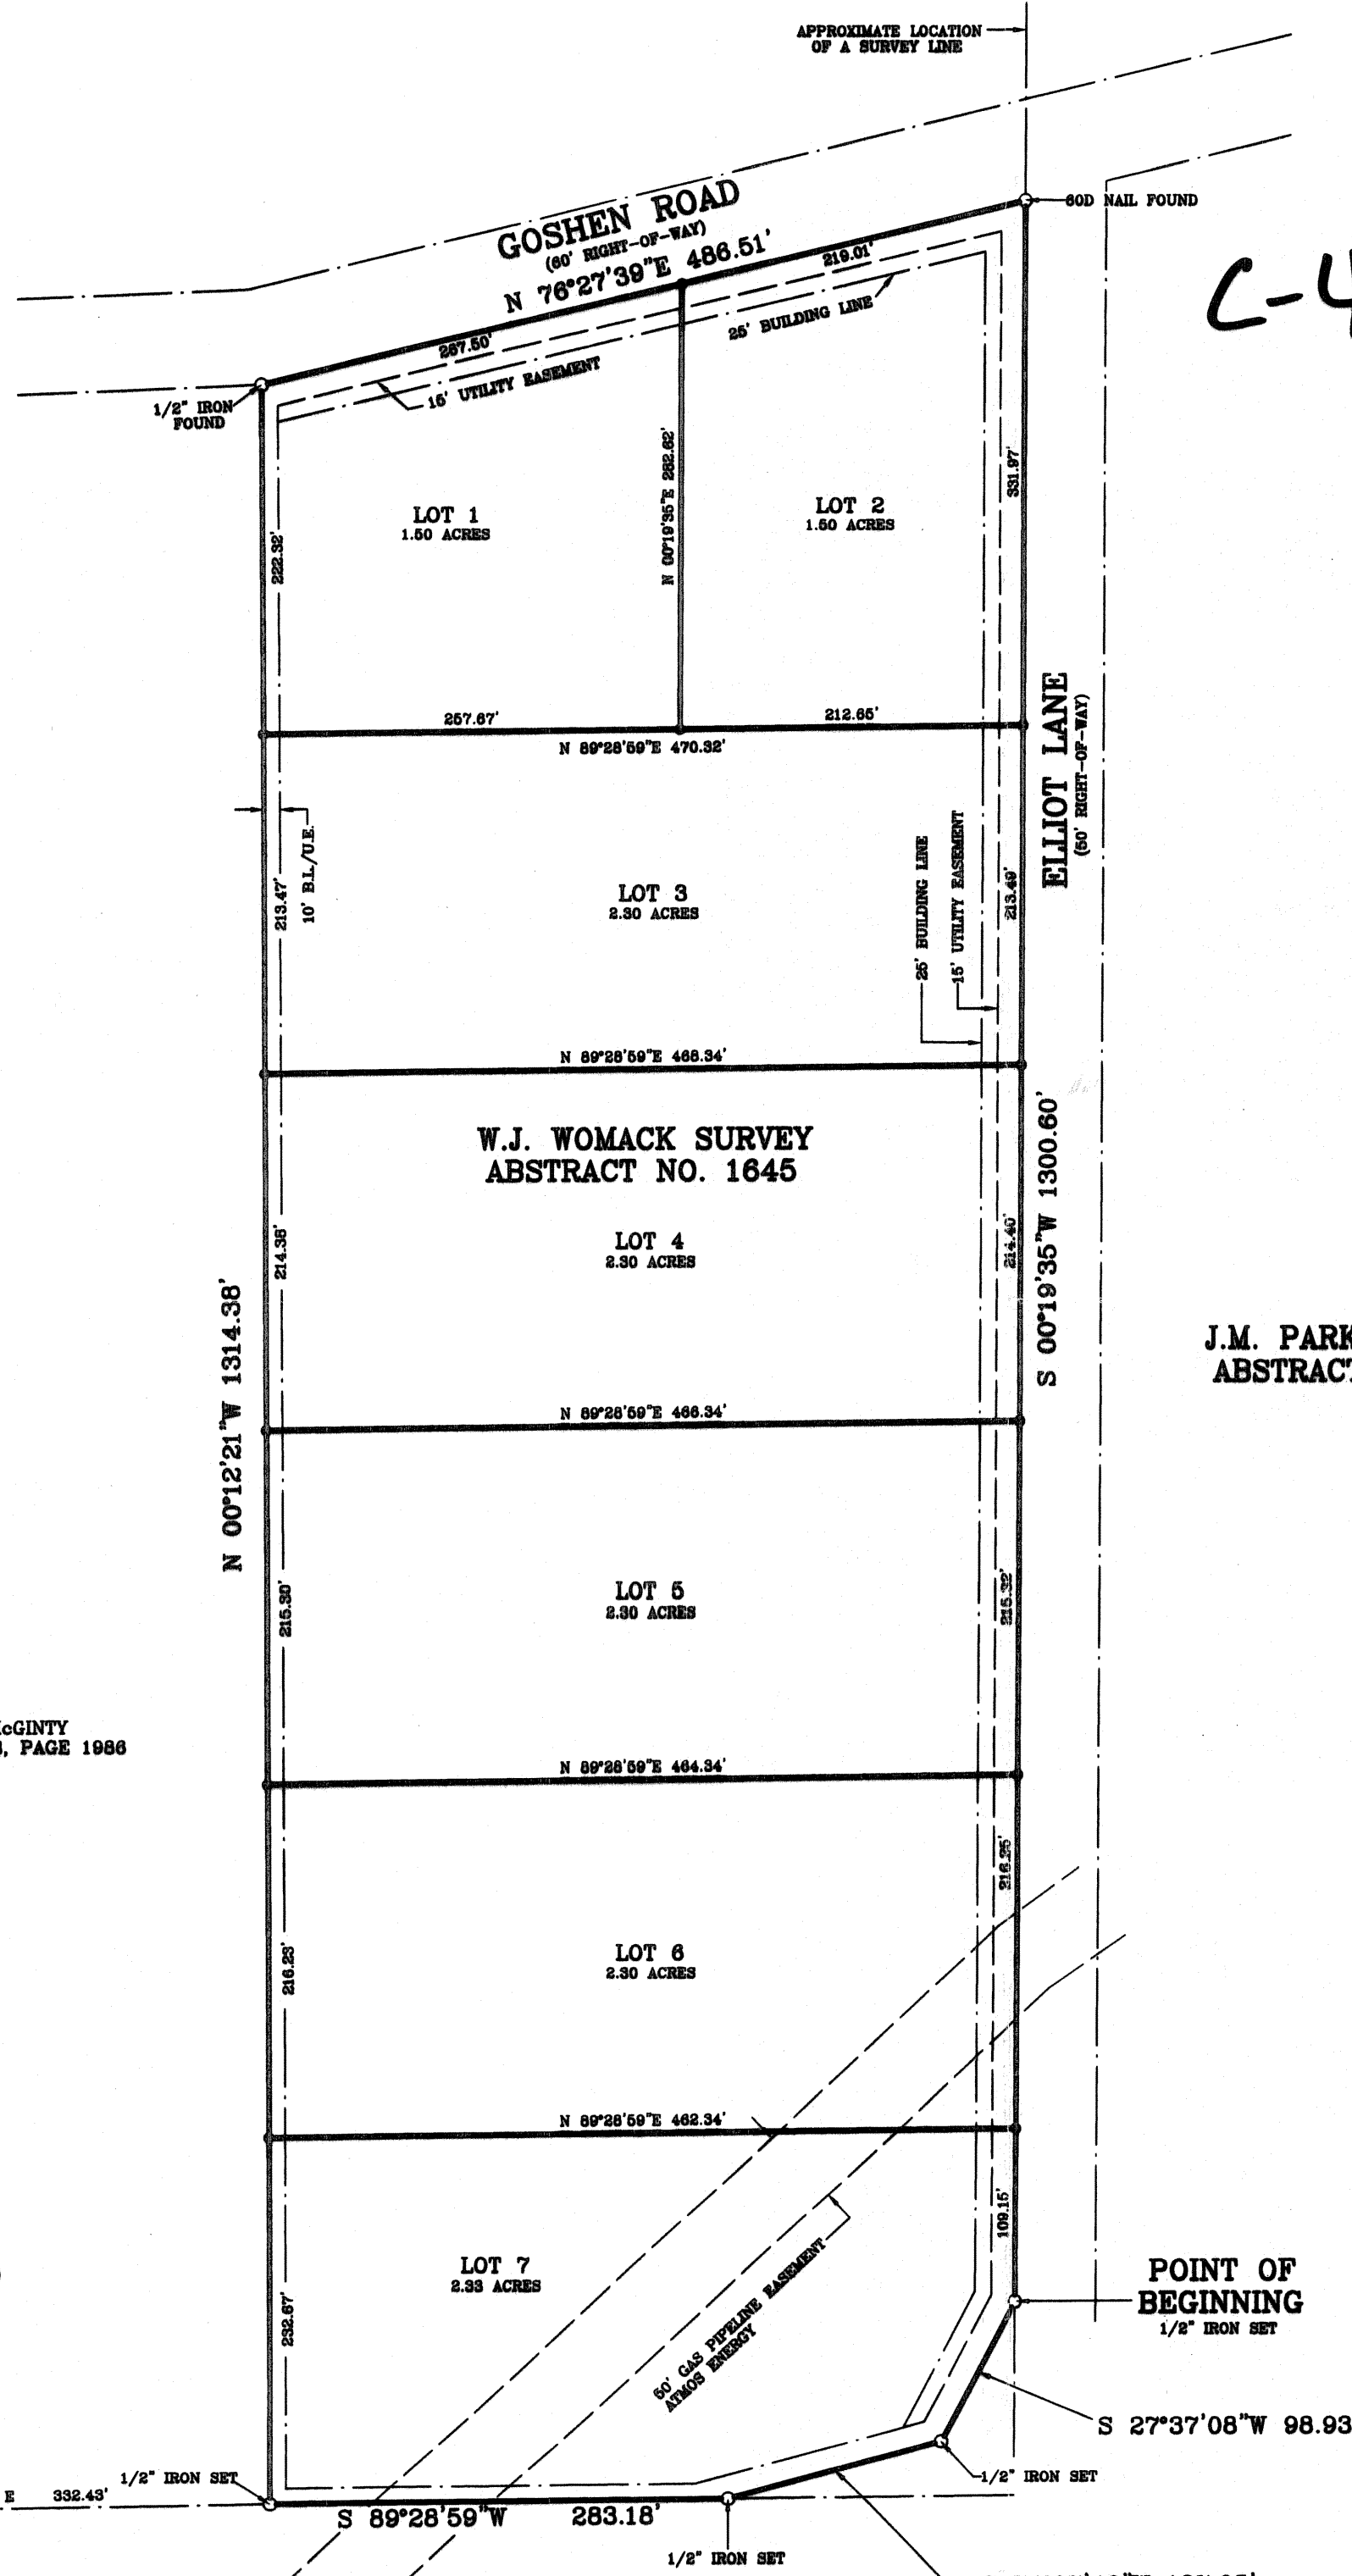 APPROXIMATE LOCATION
OF A SURVEY LINE
60D NAIL FOUND
GOSHEN ROAD
(60' RIGHT-OF-WAY)
N 76°27'39"E 486.51'
219.01'
267.50'
25' BUILDING LINE
15' UTILITY EASEMENT
C-4
1/2" IRON
FOUND
LOT 1
1.50 ACRES
LOT 2
1.50 ACRES
222.32'
N 00°19'35"E 282.62'
331.97'
257.67'
212.65'
N 89°28'59"E 470.32'
ELLIOT LANE
(50' RIGHT-OF-WAY)
10' B.L./U.E.
213.47'
LOT 3
2.30 ACRES
25' BUILDING LINE
15' UTILITY EASEMENT
213.49'
N 89°28'59"E 468.34'
W.J. WOMACK SURVEY
ABSTRACT NO. 1645
LOT 4
2.30 ACRES
214.38'
214.40'
S 00°19'35"W 1300.60'
N 00°12'21"W 1314.38'
J.M. PARK
ABSTRACT
N 89°28'59"E 466.34'
LOT 5
2.30 ACRES
215.30'
215.32'
cGINTY
, PAGE 1986
N 89°28'59"E 464.34'
216.25'
LOT 6
2.30 ACRES
216.23'
N 89°28'59"E 462.34'
109.15'
LOT 7
2.33 ACRES
232.67'
50' GAS PIPELINE EASEMENT
ATMOS ENERGY
POINT OF
BEGINNING
1/2" IRON SET
S 27°37'08"W 98.93
1/2" IRON SET
1/2" IRON SET
E 332.43'
S 89°28'59"W 283.18'
1/2" IRON SET